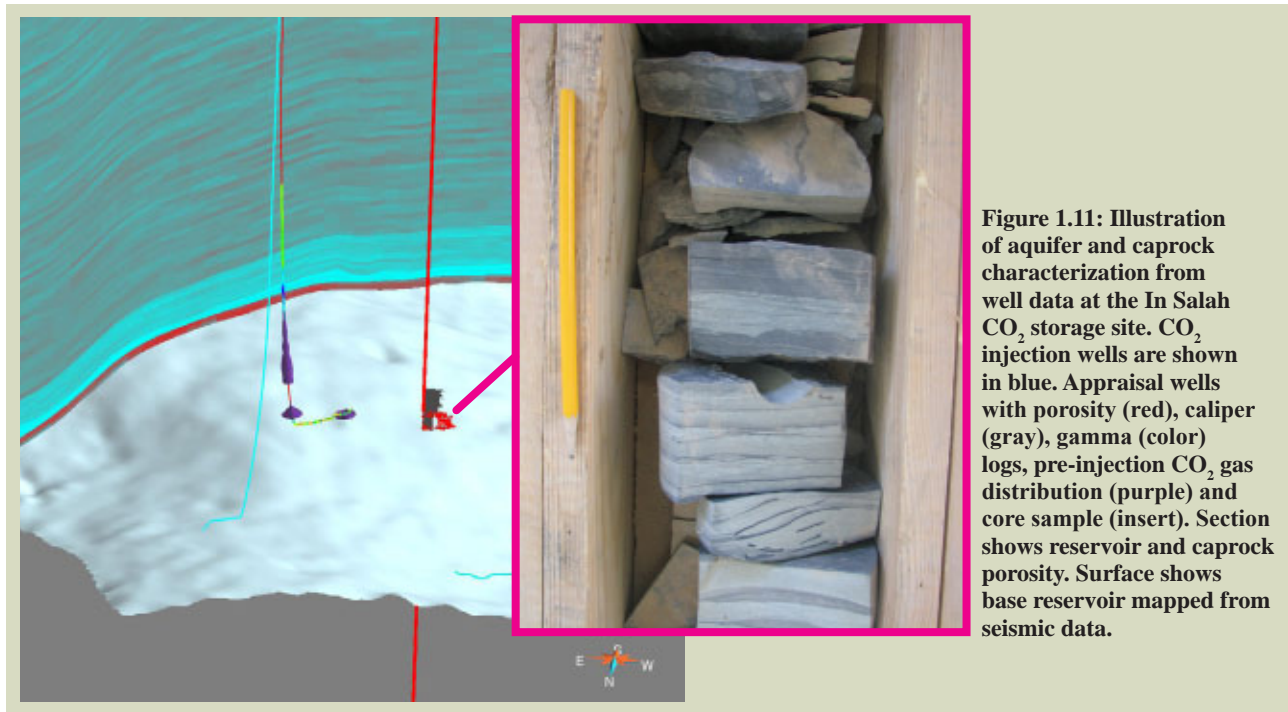 Figure 1.11: Illustration
of aquifer and caprock
characterization from
well data at the In Salah
CO₂ storage site. CO₂
injection wells are shown
in blue. Appraisal wells
with porosity (red), caliper
(gray), gamma (color)
logs, pre-injection CO₂ gas
distribution (purple) and
core sample (insert). Section
shows reservoir and caprock
porosity. Surface shows
base reservoir mapped from
seismic data.
S
E W
N